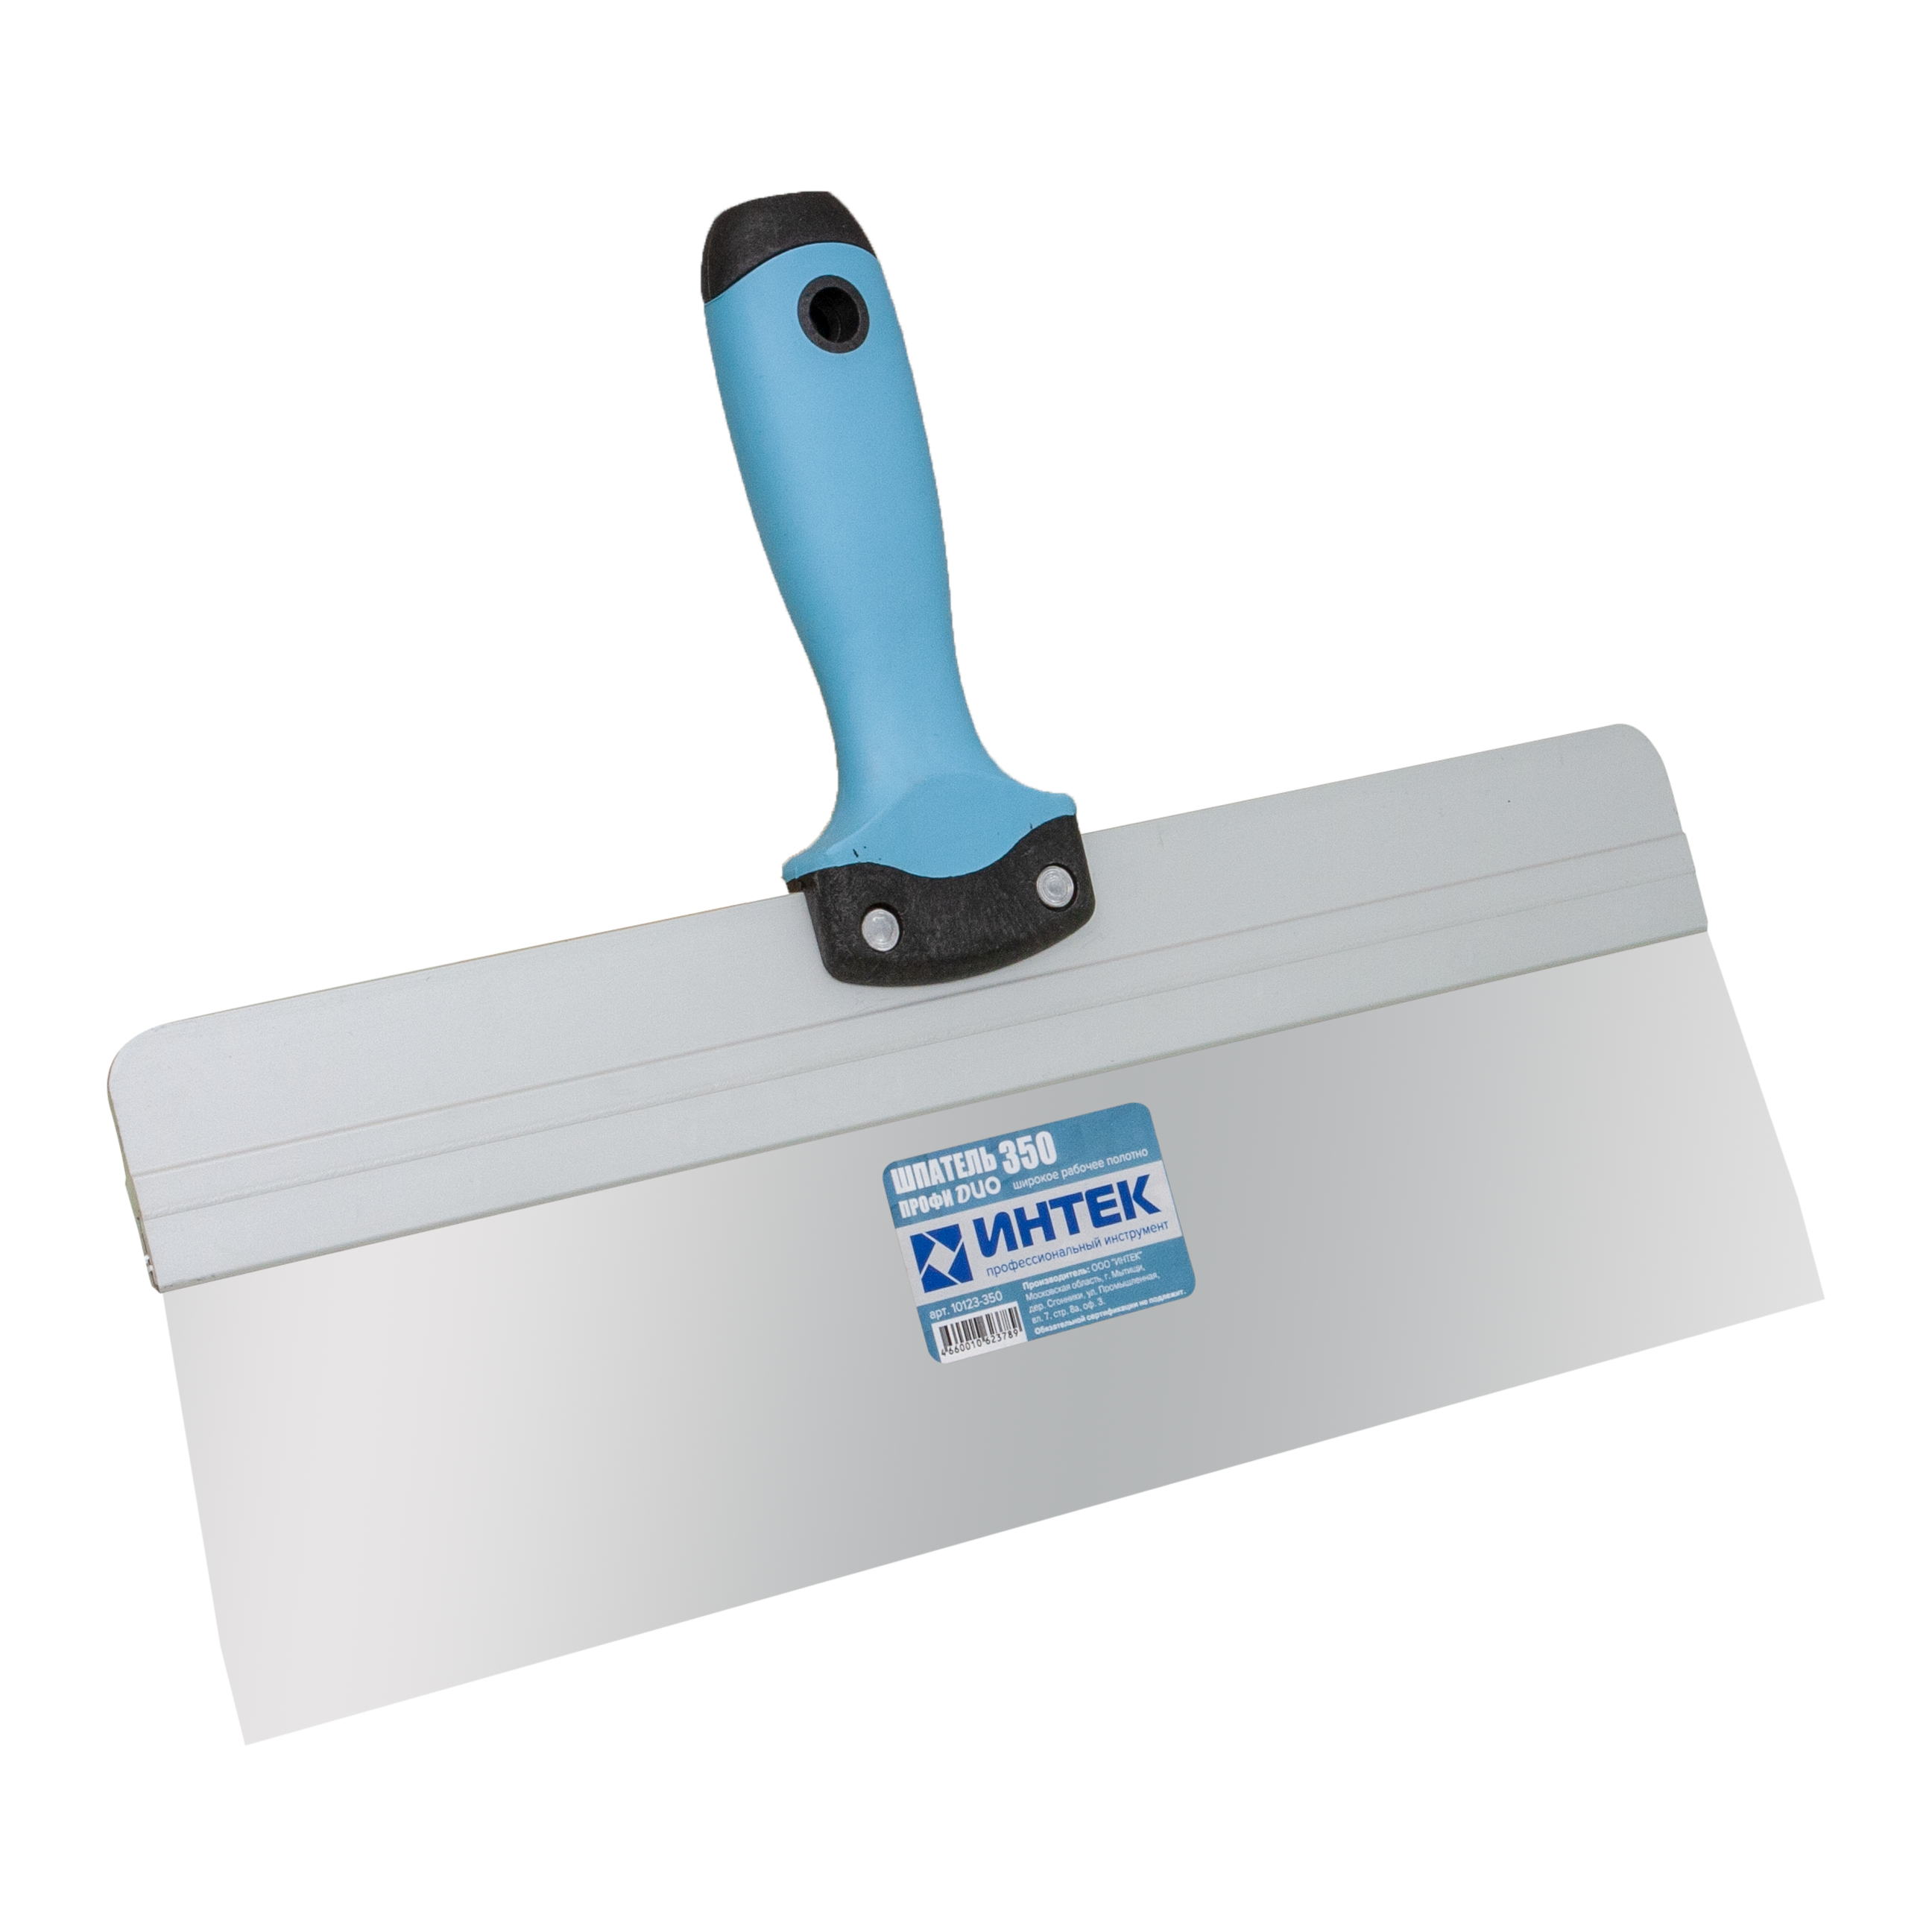 ШПАТЕЛЬ 350
ПРОФИ DUO широкое рабочее полотно
ИНТЕК
профессиональный инструмент
арт. 10123-350
4660010623789
Производитель: ООО "ИНТЕК"
Московская область, г. Мытищи,
дер. Сгонники, ул. Промышленная,
вл. 7, стр. 8а, оф. 3.
Обязательной сертификации не подлежит.